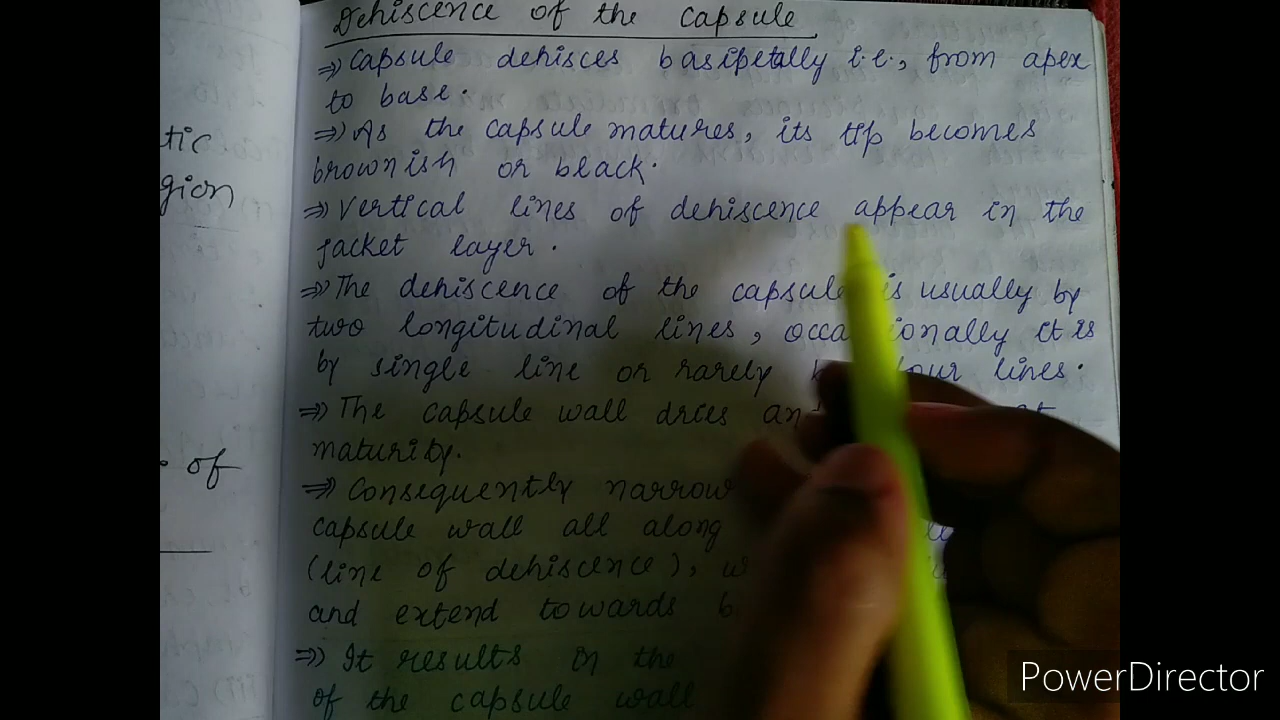 Dehiscence of the capsule
⇒ Capsule dehisces basipetally i.e., from apex
to base.
⇒ As the capsule matures, its tip becomes
brownish or black.
⇒ Vertical lines of dehiscence appear in the
jacket layer.
⇒ The dehiscence of the capsule is usually by
two longitudinal lines, occasionally it is
by single line or rarely four lines.
⇒ The capsule wall dries at
maturity.
⇒ Consequently narrow
capsule wall all along
(line of dehiscence),
and extend towards
⇒ It results in the
of the capsule wall
tic
gion
of
PowerDirector